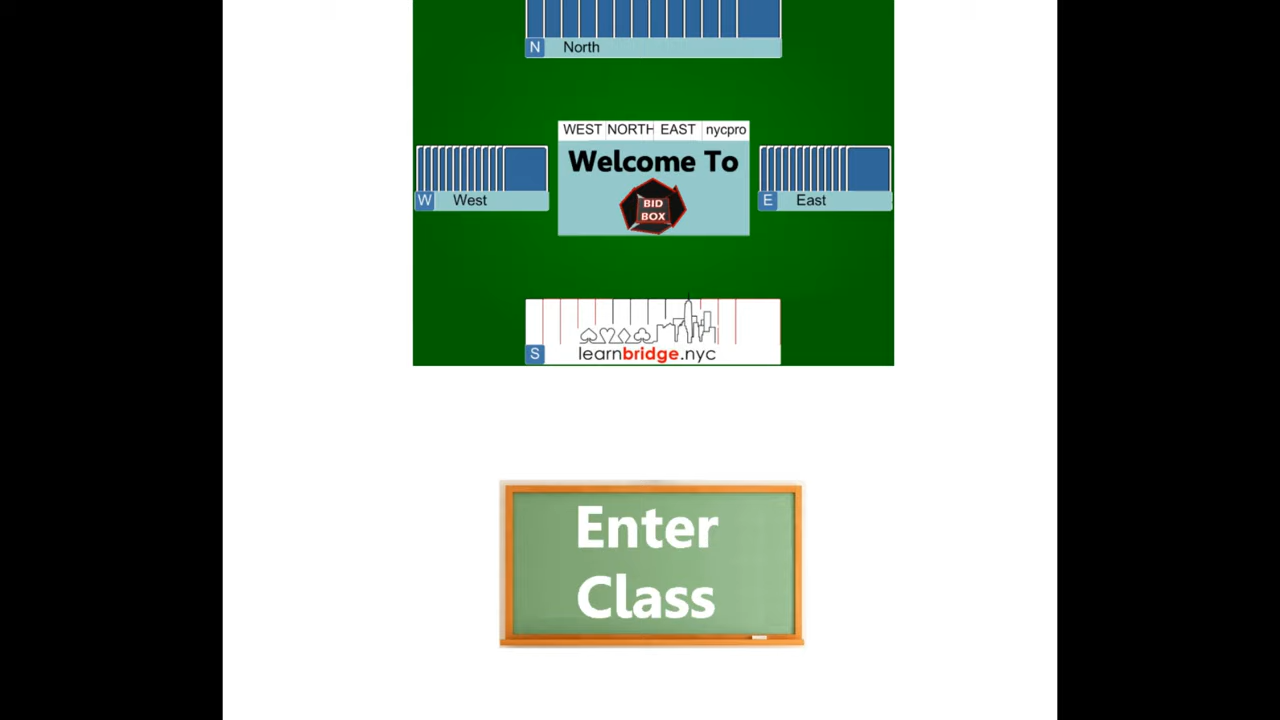 N North
WEST NORTH EAST nycpro
Welcome To
BID
BOX
W West
E East
learnbridge.nyc
S
Enter
Class